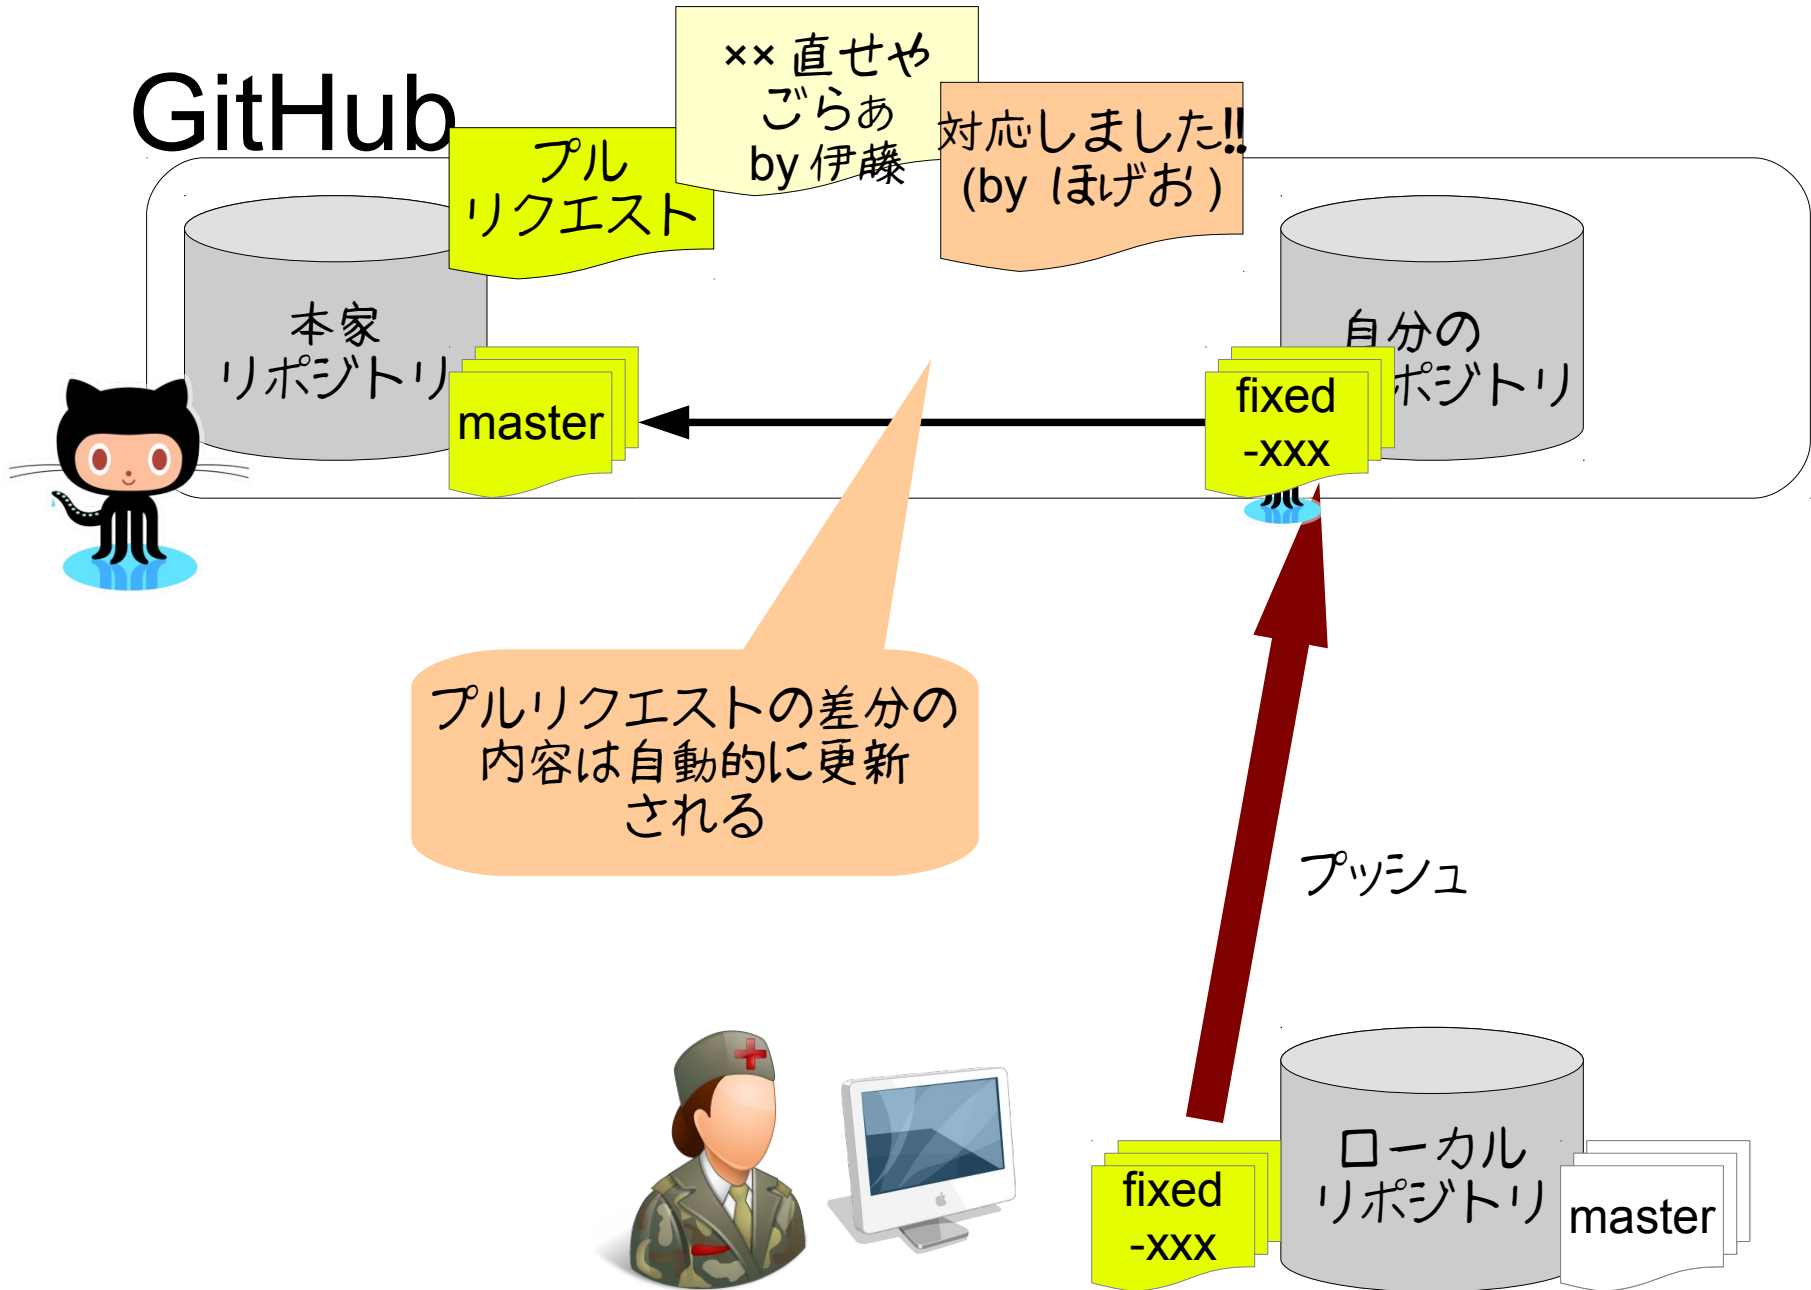 GitHub
×× 直せや
ごらぁ
by 伊藤
対応しました!!
(by ほげお)
プル
リクエスト
本家
リポジトリ
master
自分の
ポジトリ
fixed
-xxx
プルリクエストの差分の
内容は自動的に更新
される
プッシュ
ローカル
リポジトリ
fixed
-xxx
master